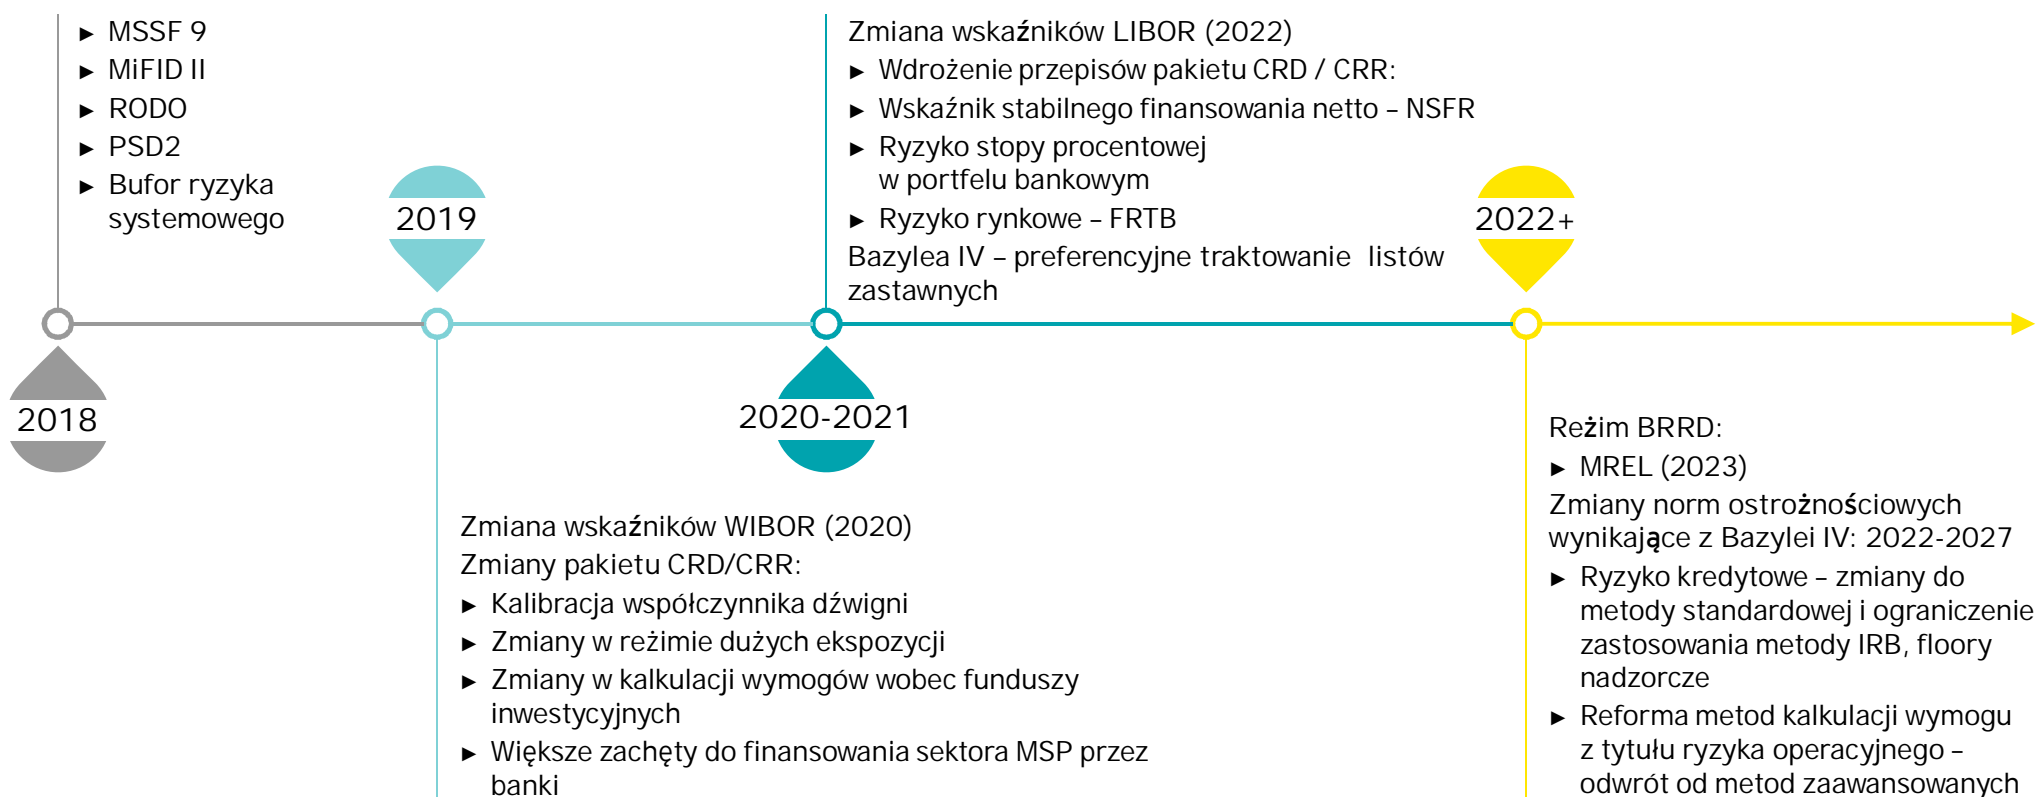 ► MSSF 9
► MiFID II
► RODO
► PSD2
► Bufor ryzyka
systemowego
2018
2019
Zmiana wskaźników WIBOR (2020)
Zmiany pakietu CRD/CRR:
► Kalibracja współczynnika dźwigni
► Zmiany w reżimie dużych ekspozycji
► Zmiany w kalkulacji wymogów wobec funduszy
inwestycyjnych
► Większe zachęty do finansowania sektora MSP przez
banki
Zmiana wskaźników LIBOR (2022)
► Wdrożenie przepisów pakietu CRD / CRR:
► Wskaźnik stabilnego finansowania netto – NSFR
► Ryzyko stopy procentowej
w portfelu bankowym
► Ryzyko rynkowe – FRTB
Bazylea IV – preferencyjne traktowanie listów
zastawnych
2020-2021
2022+
Reżim BRRD:
► MREL (2023)
Zmiany norm ostrożnościowych
wynikające z Bazylei IV: 2022-2027
► Ryzyko kredytowe – zmiany do
metody standardowej i ograniczenie
zastosowania metody IRB, floory
nadzorcze
► Reforma metod kalkulacji wymogu
z tytułu ryzyka operacyjnego –
odwrót od metod zaawansowanych